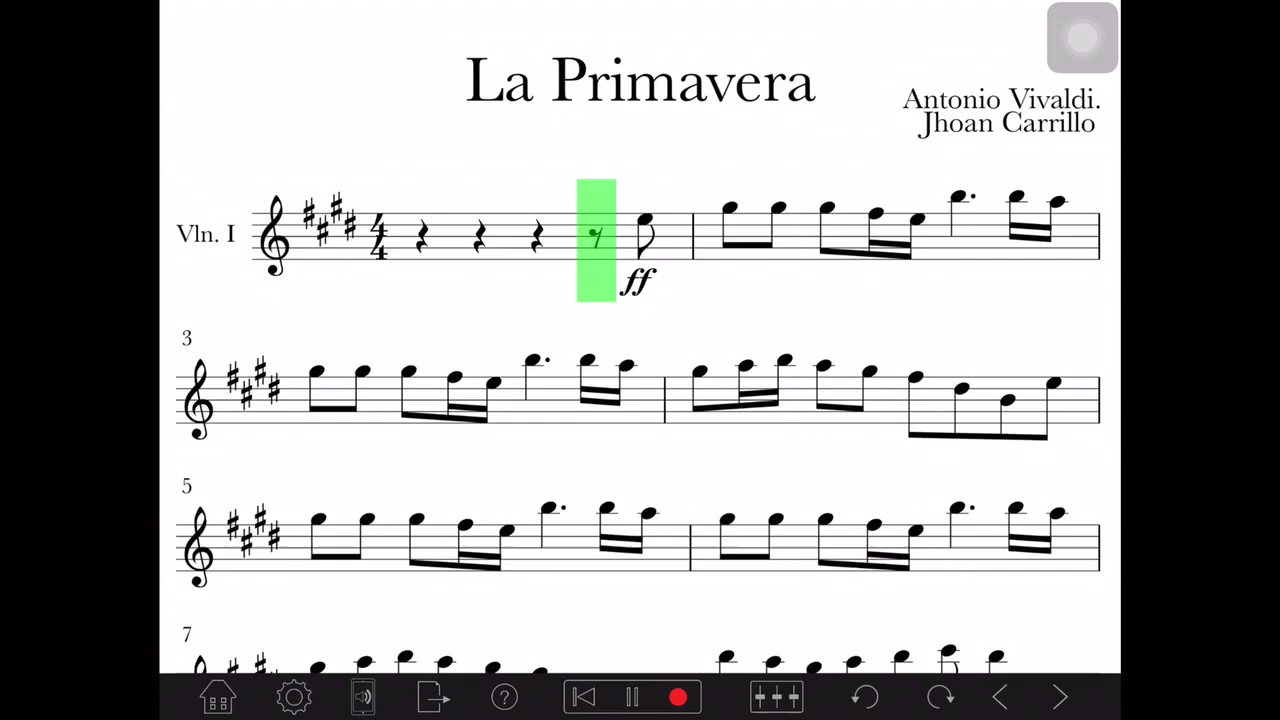 La Primavera
Antonio Vivaldi.
Jhoan Carrillo
Vln. I
ff
3
5
7